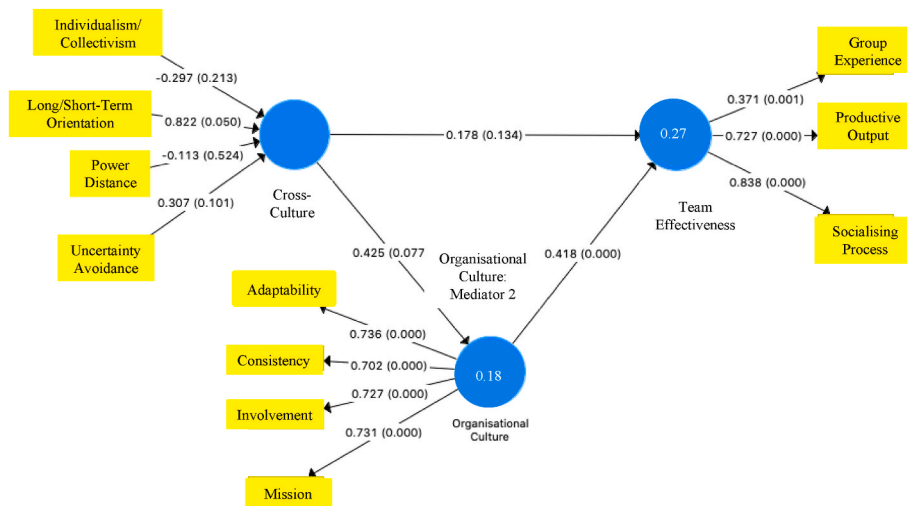 Individualism/
Collectivism
-0.297 (0.213)
Long/Short-Term
Orientation
0.822 (0.050)
Power
Distance
-0.113 (0.524)
Uncertainty
Avoidance
0.307 (0.101)
Cross-
Culture
0.178 (0.134)
0.27
Team
Effectiveness
0.371 (0.001)
Group
Experience
0.727 (0.000)
Productive
Output
0.838 (0.000)
Socialising
Process
0.425 (0.077
Organisational
Culture:
Mediator 2
0.418 (0.000)
Adaptability
0.736 (0.000)
Consistency
0.702 (0.000)
Involvement
0.727 (0.000)
Mission
0.731 (0.000)
0.18
Organisational
Culture